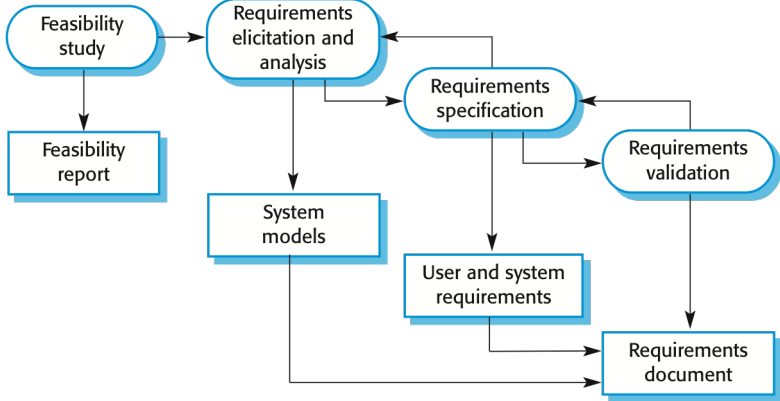 Feasibility
study
Requirements
elicitation and
analysis
Requirements
specification
Requirements
validation
Feasibility
report
System
models
User and system
requirements
Requirements
document